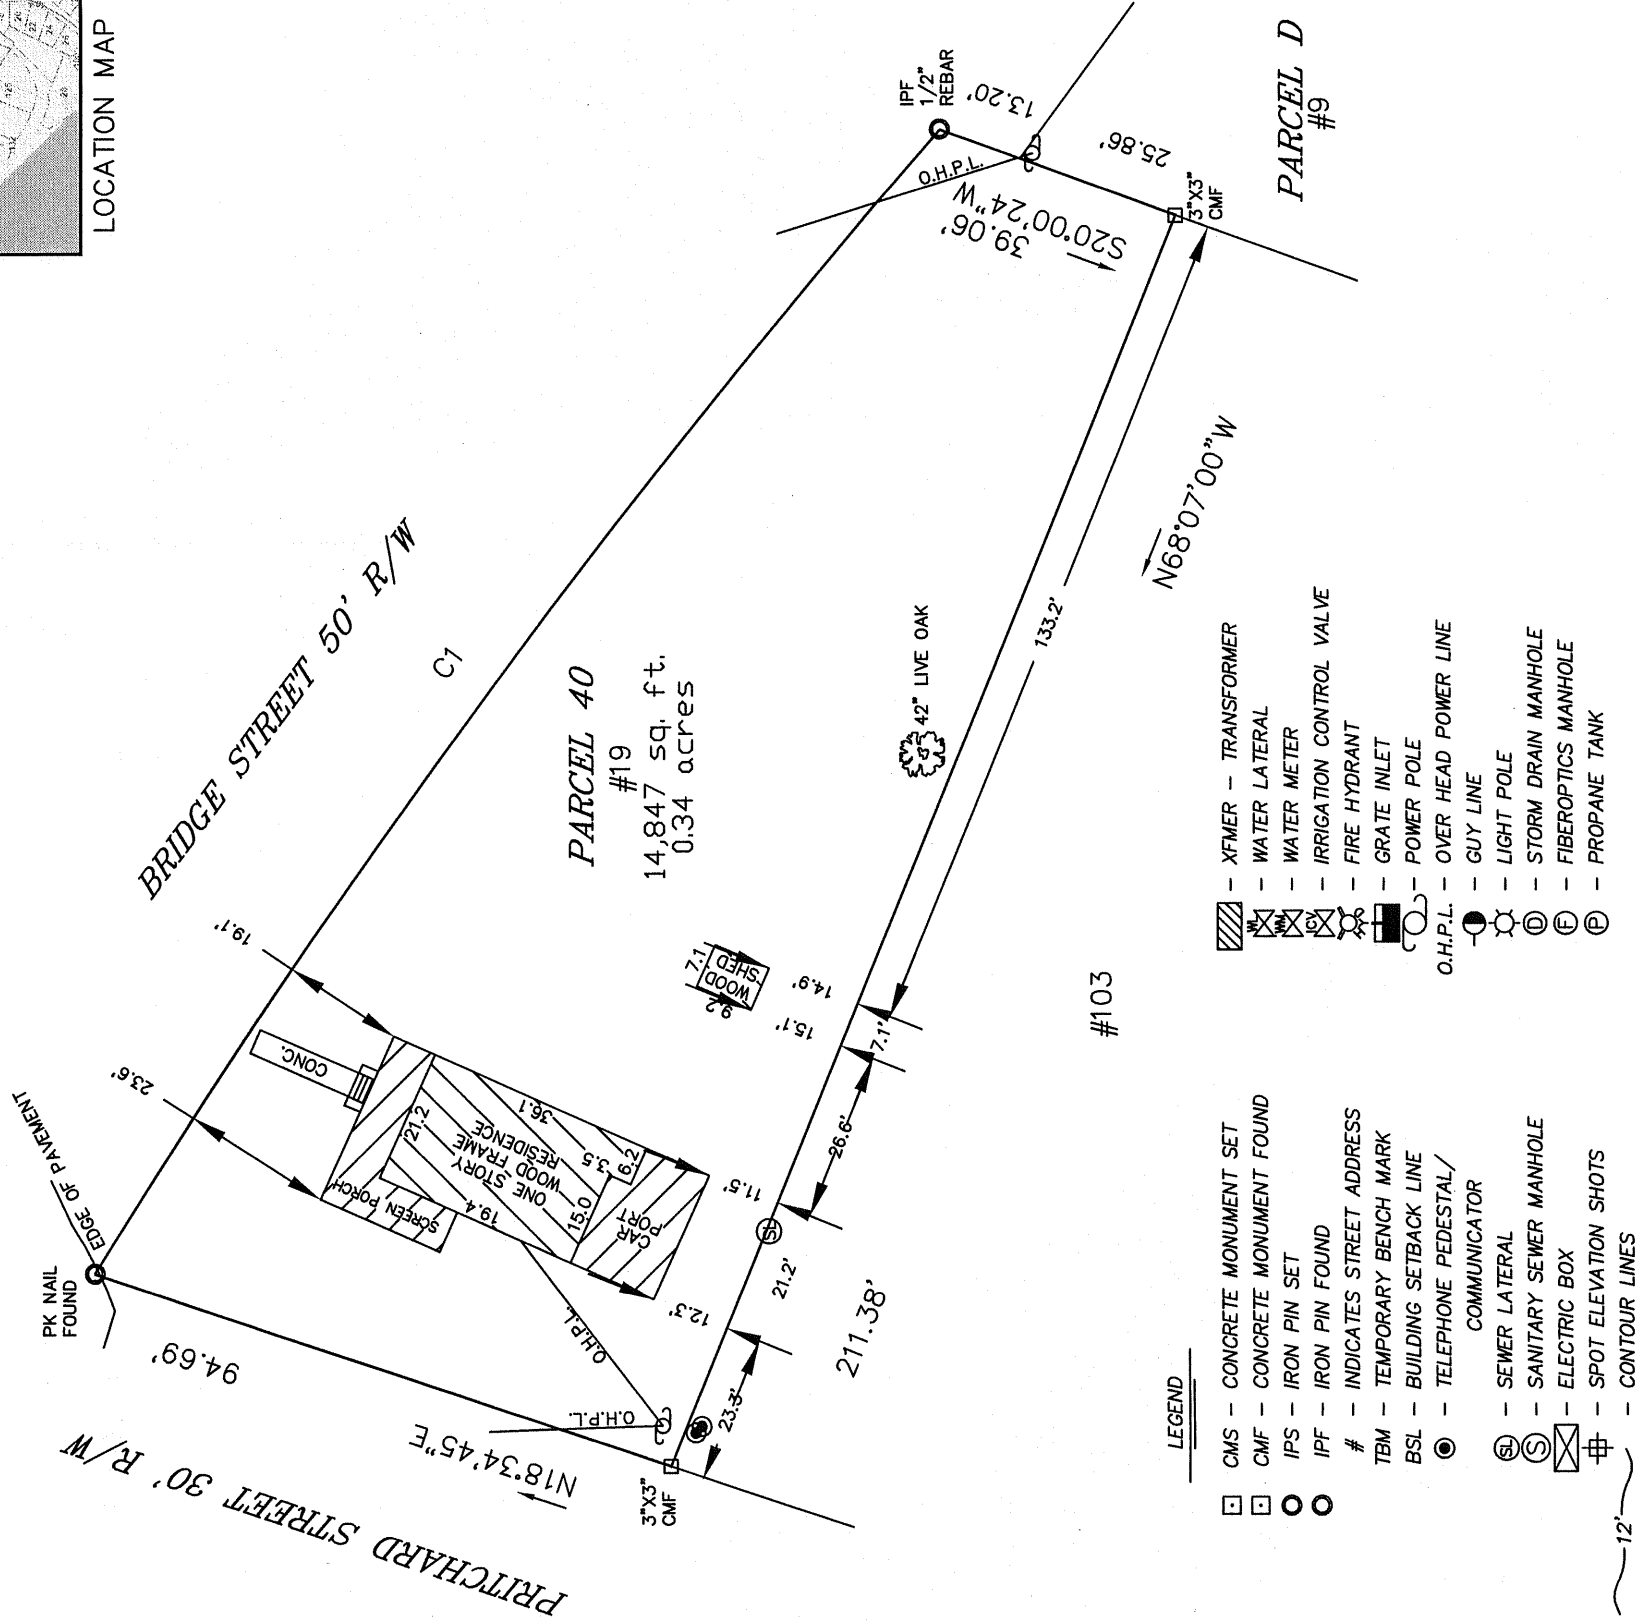 LOCATION MAP
BRIDGE STREET 50' R/W
C1
PRITCHARD STREET 30' R/W
EDGE OF PAVEMENT
PK NAIL
FOUND
94.69'
N18°34'45"E
3"X3"
CMF
O.H.P.L.
O.H.P.L.
23.6'
19.1'
CONC.
SCREEN PORCH
ONE STORY
WOOD FRAME
RESIDENCE
21.2
36.1
19.4
3.5
6.2
15.0
CAR
PORT
12.3'
11.5'
WOOD
SHED
7.1
9.2
15.1'
14.9'
PARCEL 40
#19
14,847 sq. ft.
0.34 acres
42" LIVE OAK
IPF
1/2"
REBAR
13.20'
O.H.P.L.
S20°00'24"W
39.06'
25.86'
3"X3"
CMF
PARCEL D
#9
23.3'
21.2'
SL
26.6'
7.1'
133.2'
211.38'
N68°07'00"W
#103
LEGEND
CMS - CONCRETE MONUMENT SET
CMF - CONCRETE MONUMENT FOUND
IPS - IRON PIN SET
IPF - IRON PIN FOUND
# - INDICATES STREET ADDRESS
TBM - TEMPORARY BENCH MARK
BSL - BUILDING SETBACK LINE
- TELEPHONE PEDESTAL/
COMMUNICATOR
SL - SEWER LATERAL
S - SANITARY SEWER MANHOLE
- ELECTRIC BOX
- SPOT ELEVATION SHOTS
12' - CONTOUR LINES
- XFMER - TRANSFORMER
WL - WATER LATERAL
WM - WATER METER
ICV - IRRIGATION CONTROL VALVE
- FIRE HYDRANT
- GRATE INLET
- POWER POLE
O.H.P.L. - OVER HEAD POWER LINE
- GUY LINE
- LIGHT POLE
D - STORM DRAIN MANHOLE
F - FIBEROPTICS MANHOLE
P - PROPANE TANK